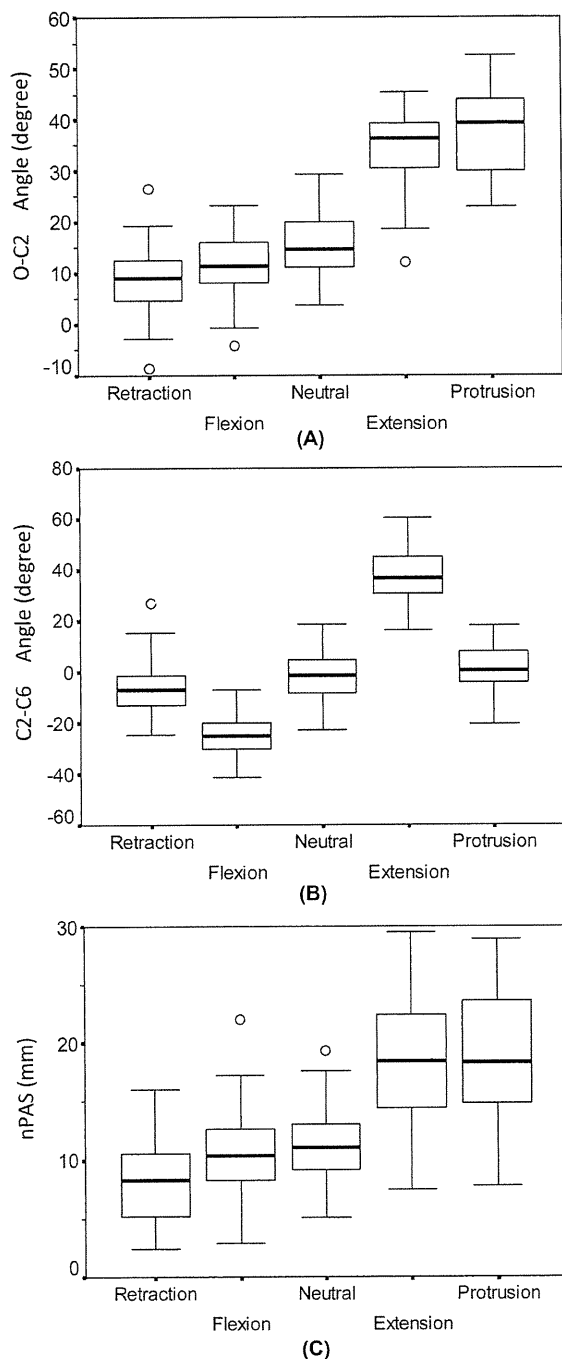 O-C2 Angle (degree)
60
50
40
30
20
10
0
-10
Retraction Neutral Protrusion
Flexion Extension
(A)
C2-C6 Angle (degree)
80
60
40
20
0
-20
-40
-60
Retraction Neutral Protrusion
Flexion Extension
(B)
nPAS (mm)
30
20
10
0
Retraction Neutral Protrusion
Flexion Extension
(C)